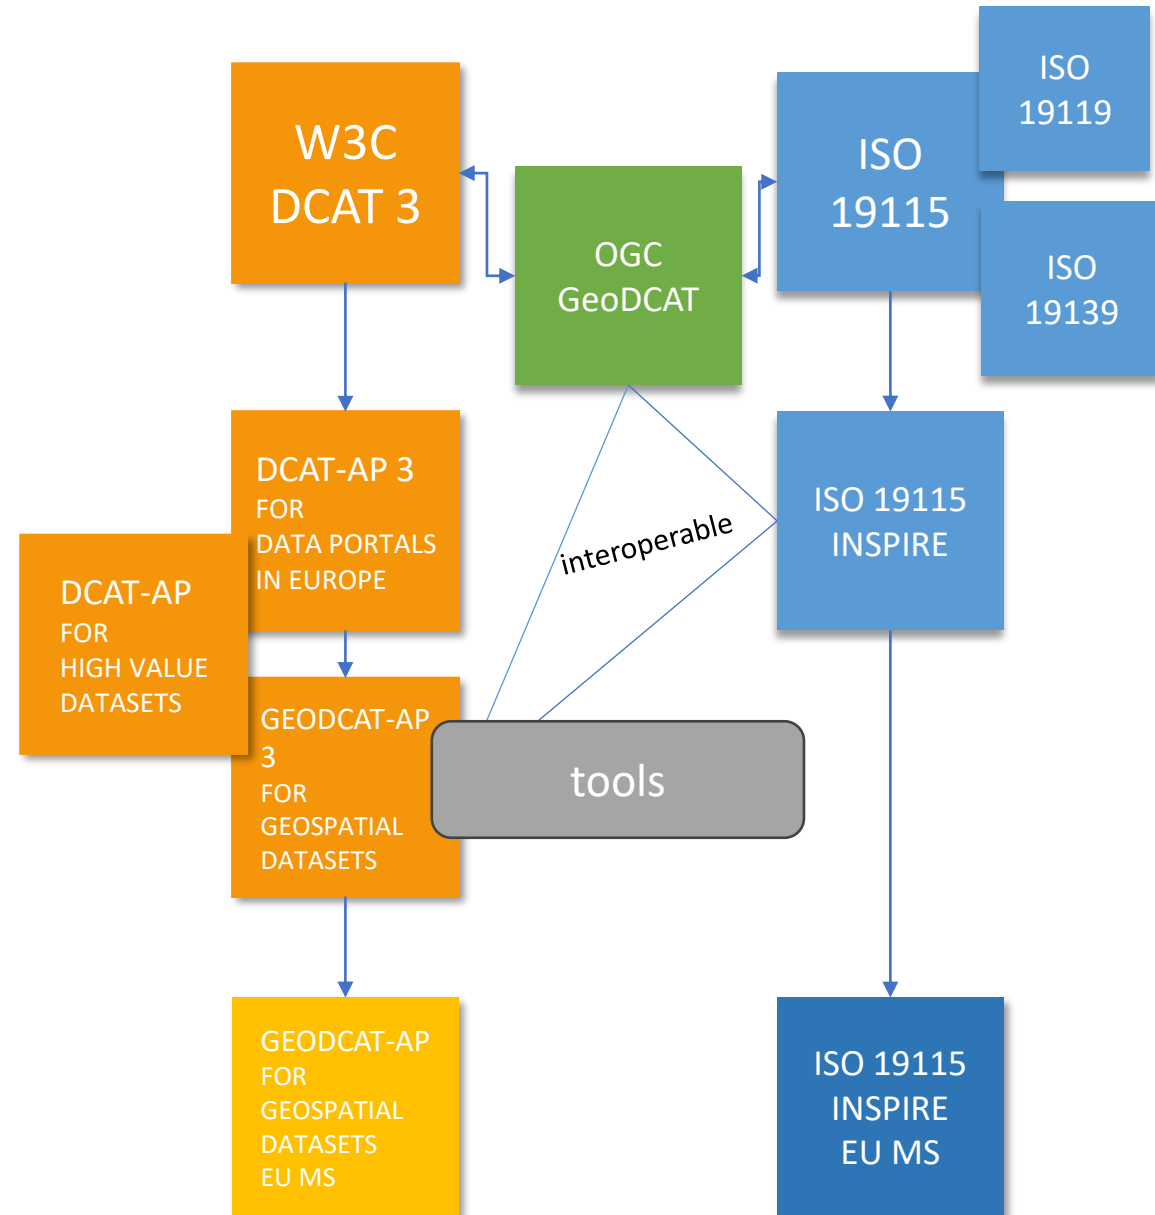 W3C
DCAT 3
OGC
GeoDCAT
ISO
19115
ISO
19119
ISO
19139
DCAT-AP 3
FOR
DATA PORTALS
IN EUROPE
DCAT-AP
FOR
HIGH VALUE
DATASETS
interoperable
ISO 19115
INSPIRE
GEODCAT-AP
3
FOR
GEOSPATIAL
DATASETS
tools
GEODCAT-AP
FOR
GEOSPATIAL
DATASETS
EU MS
ISO 19115
INSPIRE
EU MS